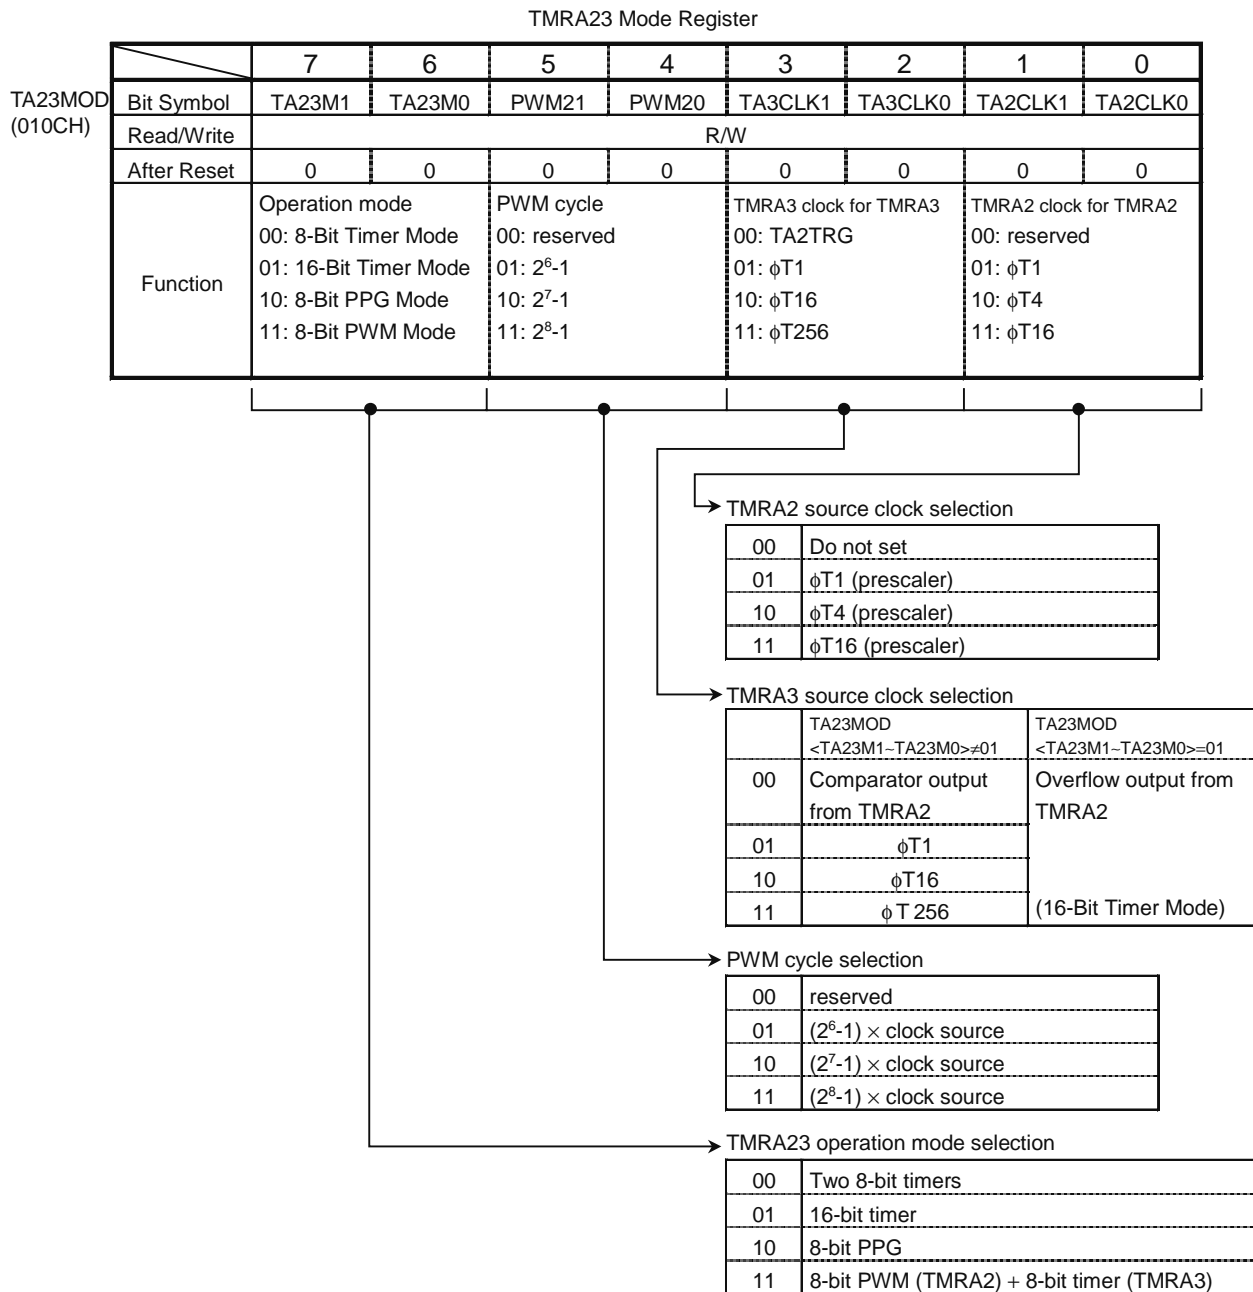 TMRA23 Mode Register
7 6 5 4 3 2 1 0
TA23MOD (010CH)
Bit Symbol TA23M1 TA23M0 PWM21 PWM20 TA3CLK1 TA3CLK0 TA2CLK1 TA2CLK0
Read/Write R/W
After Reset 0 0 0 0 0 0 0 0
Function
Operation mode PWM cycle TMRA3 clock for TMRA3 TMRA2 clock for TMRA2
00: 8-Bit Timer Mode 00: reserved 00: TA2TRG 00: reserved
01: 16-Bit Timer Mode 01: 2⁶-1 01: ϕT1 01: ϕT1
10: 8-Bit PPG Mode 10: 2⁷-1 10: ϕT16 10: ϕT4
11: 8-Bit PWM Mode 11: 2⁸-1 11: ϕT256 11: ϕT16
TMRA2 source clock selection
00 Do not set
01 ϕT1 (prescaler)
10 ϕT4 (prescaler)
11 ϕT16 (prescaler)
TMRA3 source clock selection
TA23MOD TA23MOD
<TA23M1~TA23M0>≠01 <TA23M1~TA23M0>=01
00 Comparator output Overflow output from
from TMRA2 TMRA2
01 ϕT1
10 ϕT16
11 ϕT256 (16-Bit Timer Mode)
PWM cycle selection
00 reserved
01 (2⁶-1) × clock source
10 (2⁷-1) × clock source
11 (2⁸-1) × clock source
TMRA23 operation mode selection
00 Two 8-bit timers
01 16-bit timer
10 8-bit PPG
11 8-bit PWM (TMRA2) + 8-bit timer (TMRA3)